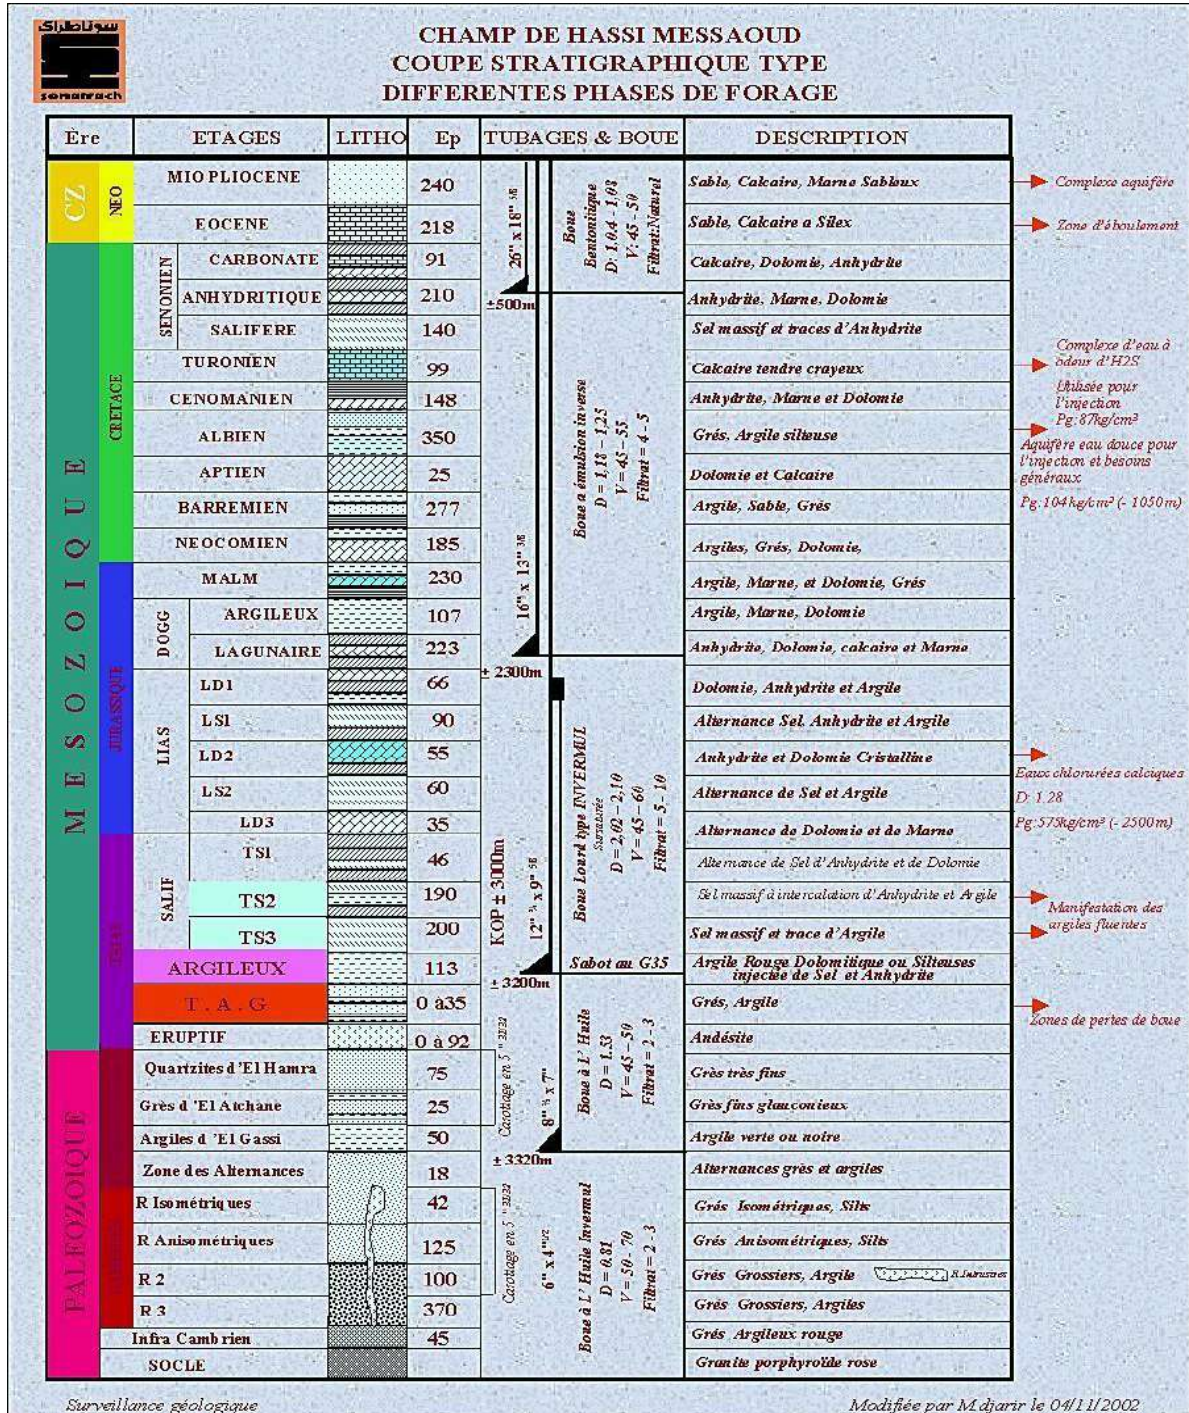 سوناطراك
sonatrach
CHAMP DE HASSI MESSAOUD
COUPE STRATIGRAPHIQUE TYPE
DIFFERENTES PHASES DE FORAGE
Ère ETAGES LITHO Ep TUBAGES & BOUE DESCRIPTION
CZ
NEO
MIO PLIOCENE 240 Sable, Calcaire, Marne Sableux
Complexe aquifère
EOCENE 218 Sable, Calcaire a Silex
Zone d'éboulement
26" x 18" 5/8
Boue
Bentonitique
D: 1.04 - 1.08
V: 45 - 50
Filtrat:Naturel
MESOZOIQUE
CRETACE
SENONIEN
CARBONATE 91 Calcaire, Dolomie, Anhydrite
ANHYDRITIQUE 210 Anhydrite, Marne, Dolomie
±500m
SALIFERE 140 Sel massif et traces d'Anhydrite
TURONIEN 99 Calcaire tendre crayeux
Complexe d'eau à
odeur d'H2S
CENOMANIEN 148 Anhydrite, Marne et Dolomie
Utilisée pour
l'injection
Pg:87kg/cm³
ALBIEN 350 Grés, Argile silteuse
Aquifère eau douce pour
l'injection et besoins
généraux
Pg:104kg/cm² (- 1050m)
APTIEN 25 Dolomie et Calcaire
BARREMIEN 277 Argile, Sable, Grés
NEOCOMIEN 185 Argiles, Grés, Dolomie,
16" x 13" 3/8
Boue a émulsion inverse
D = 1,18 – 1,25
V = 45 – 55
Filtrat = 4 - 5
JURASSIQUE
MALM 230 Argile, Marne, et Dolomie, Grés
DOGG
ARGILEUX 107 Argile, Marne, Dolomie
LAGUNAIRE 223 Anhydrite, Dolomie, calcaire et Marne
± 2300m
LIAS
LD1 66 Dolomie, Anhydrite et Argile
LS1 90 Alternance Sel. Anhydrite et Argile
LD2 55 Anhydrite et Dolomie Cristalline
Eaux chlorurées calciques
D: 1.28
Pg:575kg/cm³ (- 2500m)
LS2 60 Alternance de Sel et Argile
LD3 35 Alternance de Dolomie et de Marne
KOP ± 3000m
12" ¼ x 9" 5/8
Boue Lourd type INVERMUL
Sursaturée
D = 2,02 – 2,10
V = 45 – 60
Filtrat = 5 - 10
SALIF
TS1 46 Alternance de Sel d'Anhydrite et de Dolomie
TS2 190 Sel massif à intercalation d'Anhydrite et Argile
Manifestation des
argiles fluentes
TS3 200 Sel massif et trace d'Argile
ARGILEUX 113 Sabot au G35 Argile Rouge Dolomitique ou Silteuses
injectée de Sel et Anhydrite
± 3200m
T.A.G 0 à35 Grés, Argile
Zones de pertes de boue
ERUPTIF 0 à 92 Andésite
PALEOZOIQUE
Quartzites d'El Hamra 75 Grès très fins
Grès d'El Atchane 25 Grès fins glauconieux
Argiles d'El Gassi 50 Argile verte ou noire
8" ½ x 7"
Boue à L' Huile
D = 1.53
V = 45 – 50
Filtrat = 2 - 3
± 3320m
Zone des Alternances 18 Alternances grès et argiles
R Isométriques 42 Grés Isométriques, Silts
R Anisométriques 125 Grés Anisométriques, Silts
R 2 100 Grés Grossiers, Argile
R 3 370 Grés Grossiers, Argiles
Infra Cambrien 45 Grés Argileux rouge
SOCLE Granite porphyroïde rose
6" x 4" 1/2
Boue à L' Huile Invermul
D = 0.81
V = 50 - 70
Filtrat = 2 - 3
Surveillance géologique
Modifiée par M.djarir le 04/11/2002